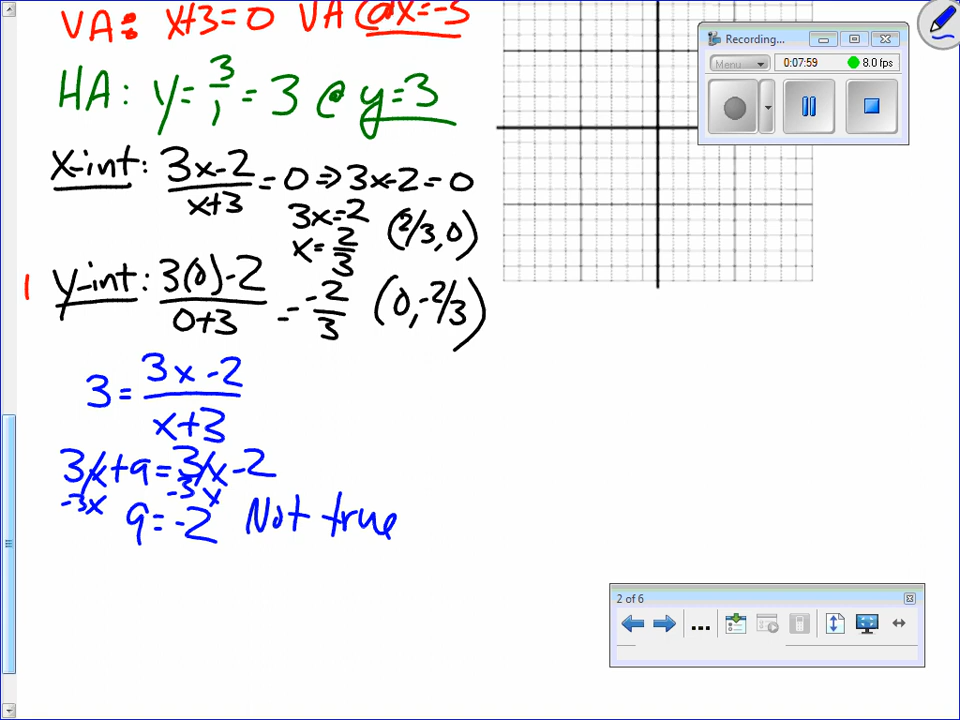 VA: x+3=0 VA @x=-3
HA: y=3/1=3 @ y=3
x-int: 3x-2/x+3=0⇒3x-2=0
3x=2
x=2/3 (2/3,0)
1 y-int: 3(0)-2/0+3=-2/3 (0,-2/3)
3=3x-2/x+3
3x+9=3x-2
-3x -3x
9=-2 Not true
Recording...
Menu 0:07:59 8.0 fps
2 of 6
...